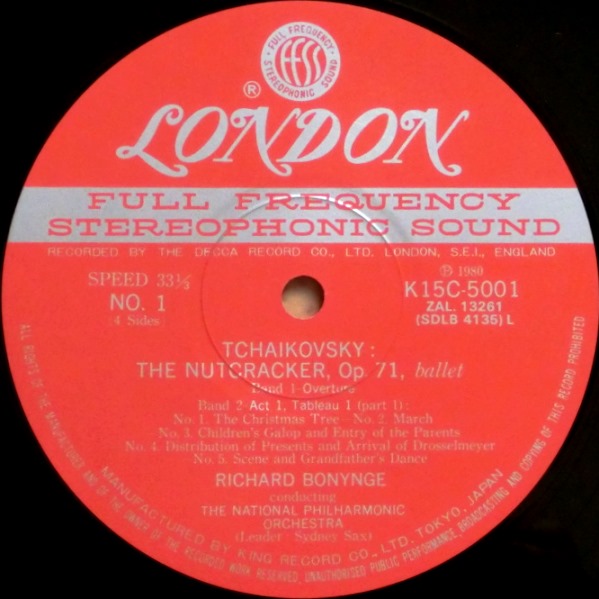 FULL FREQUENCY
ffss
STEREOPHONIC SOUND
®
LONDON
FULL FREQUENCY
STEREOPHONIC SOUND
RECORDED BY THE DECCA RECORD CO., LTD. LONDON, S.E.I., ENGLAND
SPEED 33⅓
NO. 1
(4 Sides)
Ⓟ 1980
K15C-5001
ZAL. 13261
(SDLB 4135) L
TCHAIKOVSKY :
THE NUTCRACKER, Op. 71, ballet
Band 1-Overture
Band 2-Act 1, Tableau 1 (part 1) :
No. 1. The Christmas Tree - No. 2. March
No. 3. Children's Galop and Entry of the Parents
No. 4. Distribution of Presents and Arrival of Drosselmeyer
No. 5. Scene and Grandfather's Dance
RICHARD BONYNGE
conducting
THE NATIONAL PHILHARMONIC
ORCHESTRA
(Leader : Sydney Sax)
MANUFACTURED BY KING RECORD CO., LTD. TOKYO, JAPAN
ALL RIGHTS OF THE MANUFACTURER AND OF THE OWNER OF THE RECORDED WORK RESERVED. UNAUTHORISED PUBLIC PERFORMANCE, BROADCASTING AND COPYING OF THIS RECORD PROHIBITED